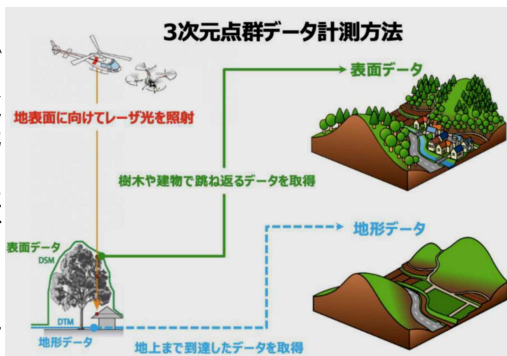 3次元点群データ計測方法
表面データ
地表面に向けてレーザ光を照射
樹木や建物で跳ね返るデータを取得
地形データ
表面データ
DSM
DTM
地形データ
地上まで到達したデータを取得